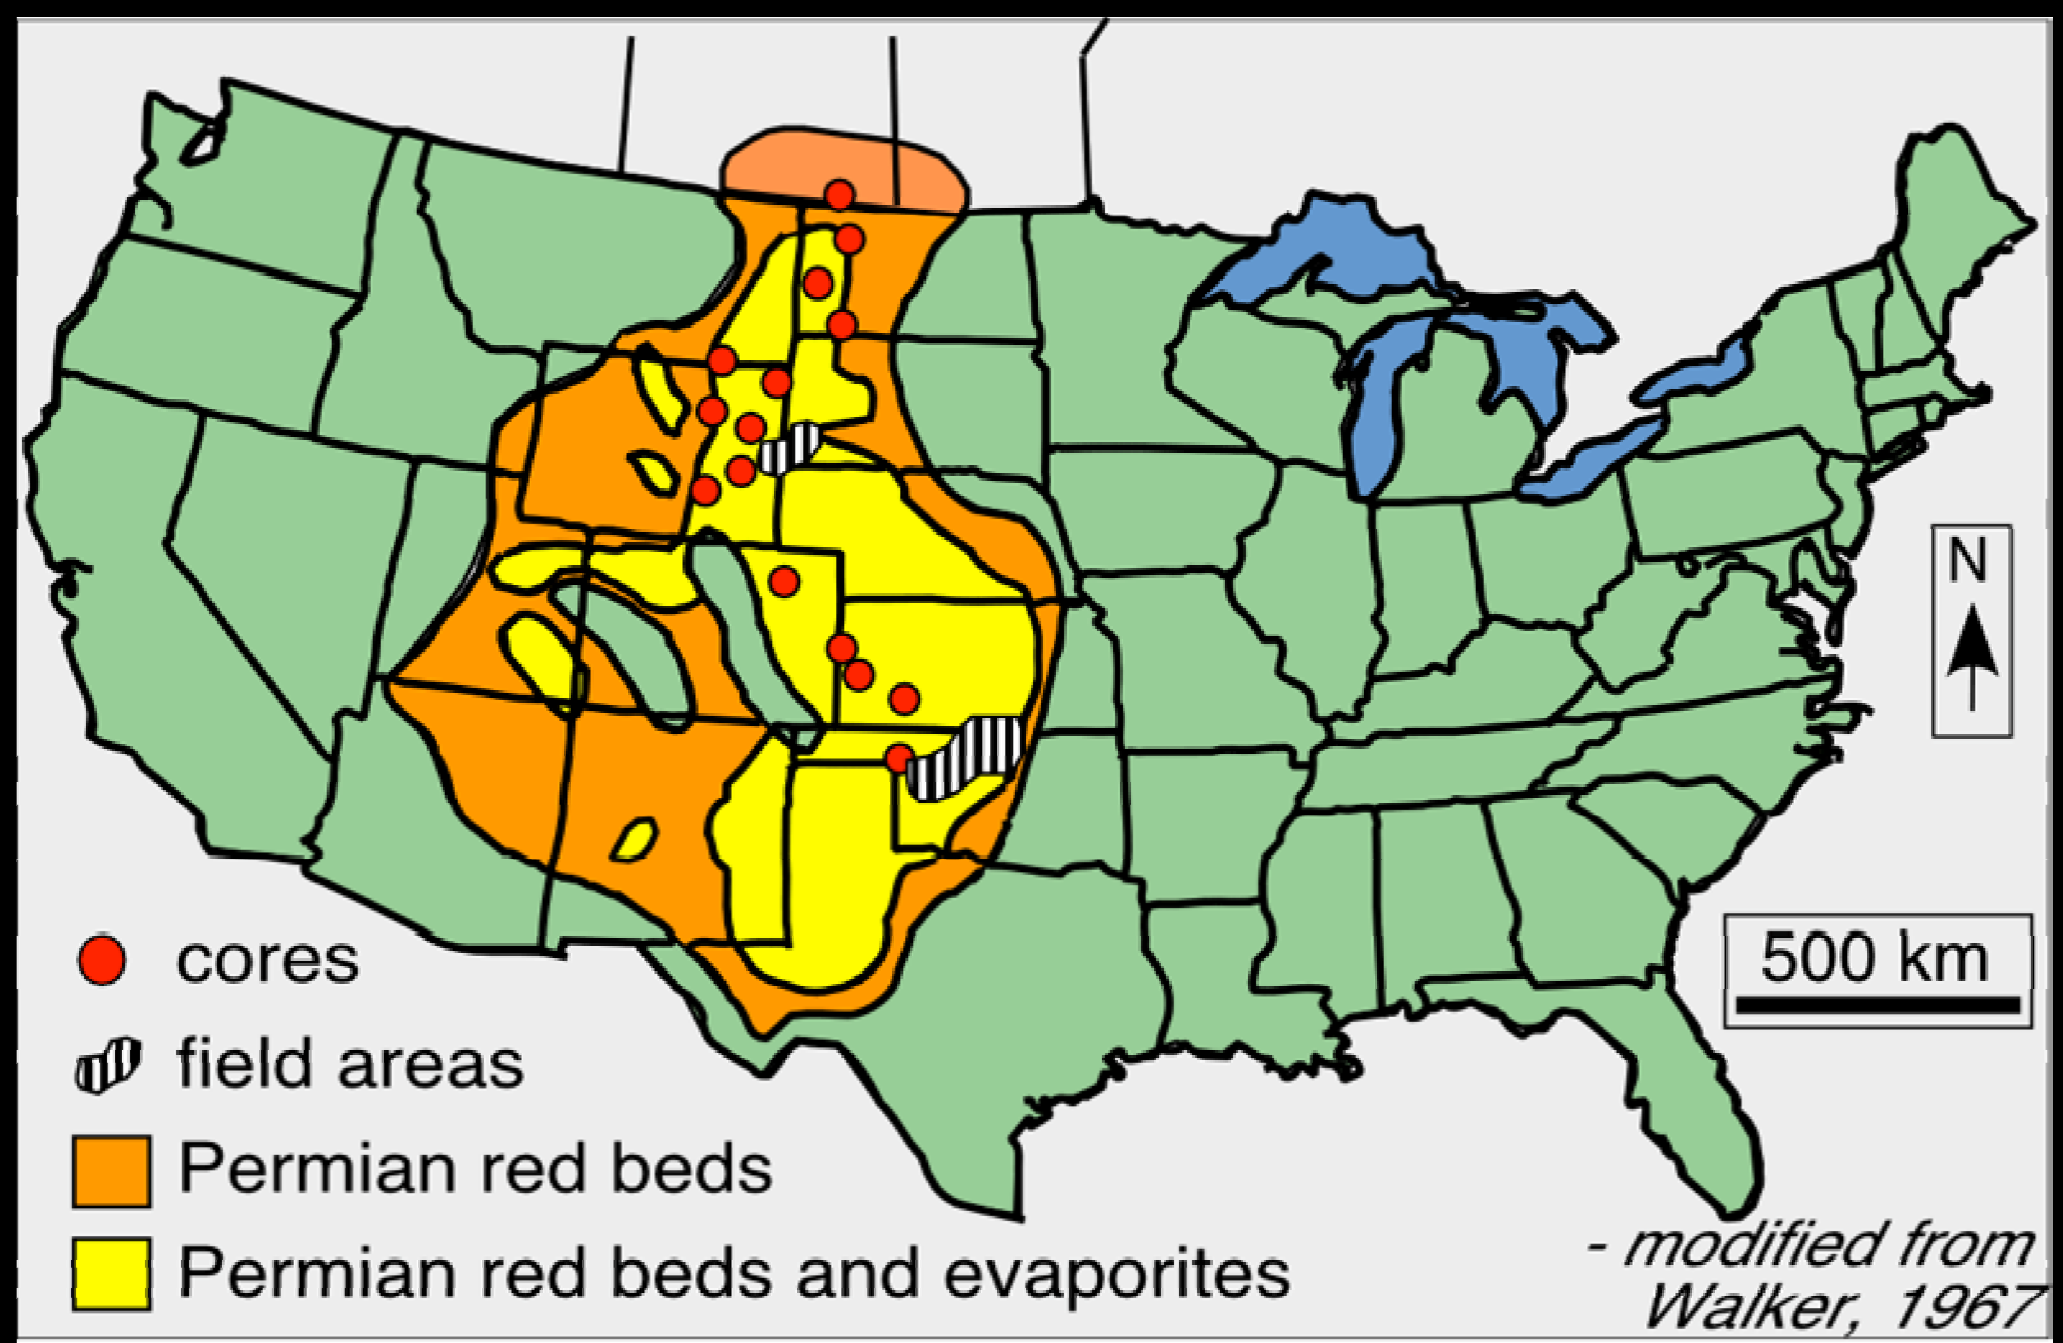 N
500 km
cores
field areas
Permian red beds
Permian red beds and evaporites
- modified from
Walker, 1967